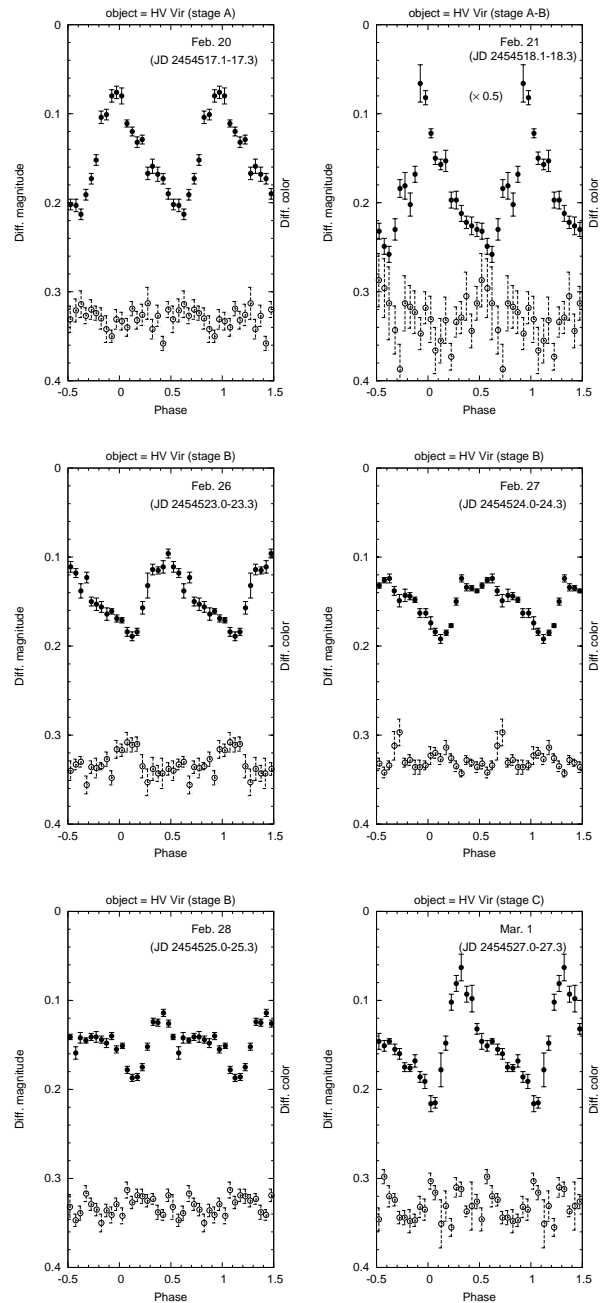 object = HV Vir (stage A)
Feb. 20
(JD 2454517.1-17.3)
Diff. magnitude
Diff. color
0
0.1
0.2
0.3
0.4
-0.5 0 0.5 1 1.5
Phase
object = HV Vir (stage A-B)
Feb. 21
(JD 2454518.1-18.3)
(× 0.5)
Diff. magnitude
Diff. color
0
0.1
0.2
0.3
0.4
-0.5 0 0.5 1 1.5
Phase
object = HV Vir (stage B)
Feb. 26
(JD 2454523.0-23.3)
Diff. magnitude
Diff. color
0
0.1
0.2
0.3
0.4
-0.5 0 0.5 1 1.5
Phase
object = HV Vir (stage B)
Feb. 27
(JD 2454524.0-24.3)
Diff. magnitude
Diff. color
0
0.1
0.2
0.3
0.4
-0.5 0 0.5 1 1.5
Phase
object = HV Vir (stage B)
Feb. 28
(JD 2454525.0-25.3)
Diff. magnitude
Diff. color
0
0.1
0.2
0.3
0.4
-0.5 0 0.5 1 1.5
Phase
object = HV Vir (stage C)
Mar. 1
(JD 2454527.0-27.3)
Diff. magnitude
Diff. color
0
0.1
0.2
0.3
0.4
-0.5 0 0.5 1 1.5
Phase